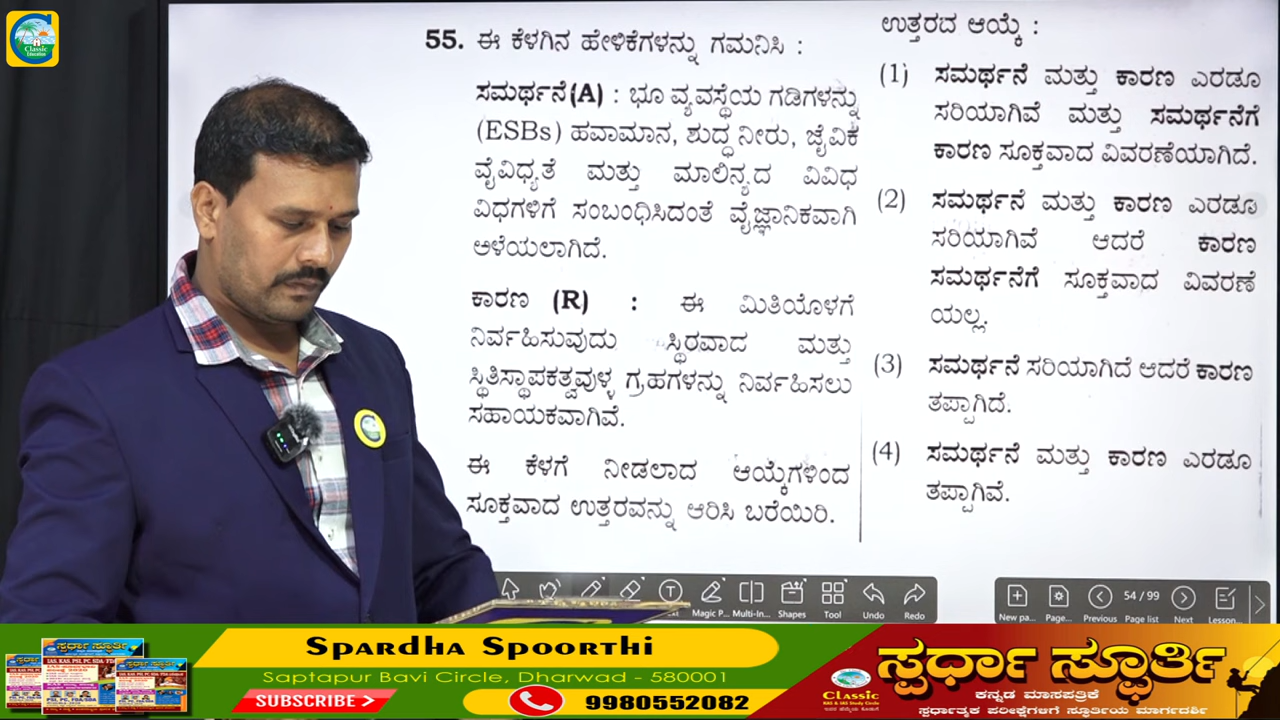 Classic
Education
55. ಈ ಕೆಳಗಿನ ಹೇಳಿಕೆಗಳನ್ನು ಗಮನಿಸಿ :
ಸಮರ್ಥನೆ (A) : ಭೂ ವ್ಯವಸ್ಥೆಯ ಗಡಿಗಳನ್ನು
(ESBs) ಹವಾಮಾನ, ಶುದ್ಧ ನೀರು, ಜೈವಿಕ
ವೈವಿಧ್ಯತೆ ಮತ್ತು ಮಾಲಿನ್ಯದ ವಿವಿಧ
ವಿಧಗಳಿಗೆ ಸಂಬಂಧಿಸಿದಂತೆ ವೈಜ್ಞಾನಿಕವಾಗಿ
ಅಳೆಯಲಾಗಿದೆ.
ಕಾರಣ (R) : ಈ ಮಿತಿಯೊಳಗೆ
ನಿರ್ವಹಿಸುವುದು ಸ್ಥಿರವಾದ ಮತ್ತು
ಸ್ಥಿತಿಸ್ಥಾಪಕತ್ವವುಳ್ಳ ಗ್ರಹಗಳನ್ನು ನಿರ್ವಹಿಸಲು
ಸಹಾಯಕವಾಗಿವೆ.
ಈ ಕೆಳಗೆ ನೀಡಲಾದ ಆಯ್ಕೆಗಳಿಂದ
ಸೂಕ್ತವಾದ ಉತ್ತರವನ್ನು ಆರಿಸಿ ಬರೆಯಿರಿ.
ಉತ್ತರದ ಆಯ್ಕೆ :
(1) ಸಮರ್ಥನೆ ಮತ್ತು ಕಾರಣ ಎರಡೂ
ಸರಿಯಾಗಿವೆ ಮತ್ತು ಸಮರ್ಥನೆಗೆ
ಕಾರಣ ಸೂಕ್ತವಾದ ವಿವರಣೆಯಾಗಿದೆ.
(2) ಸಮರ್ಥನೆ ಮತ್ತು ಕಾರಣ ಎರಡೂ
ಸರಿಯಾಗಿವೆ ಆದರೆ ಕಾರಣ
ಸಮರ್ಥನೆಗೆ ಸೂಕ್ತವಾದ ವಿವರಣೆ
ಯಲ್ಲ.
(3) ಸಮರ್ಥನೆ ಸರಿಯಾಗಿದೆ ಆದರೆ ಕಾರಣ
ತಪ್ಪಾಗಿದೆ.
(4) ಸಮರ್ಥನೆ ಮತ್ತು ಕಾರಣ ಎರಡೂ
ತಪ್ಪಾಗಿವೆ.
Magic P... Multi-In... Shapes Tool Undo Redo
54 / 99
New pa... Page... Previous Page list Next Lesson...
Spardha Spoorthi
Saptapur Bavi Circle, Dharwad - 580001
SUBSCRIBE
9980552082
ಸ್ಪರ್ಧಾ ಸ್ಫೂರ್ತಿ
ಕನ್ನಡ ಮಾಸಪತ್ರಿಕೆ
ಸ್ಪರ್ಧಾತ್ಮಕ ಪರೀಕ್ಷೆಗಳಿಗೆ ಸ್ಫೂರ್ತಿಯ ಮಾರ್ಗದರ್ಶಿ
Classic
KAS & IAS Study Circle